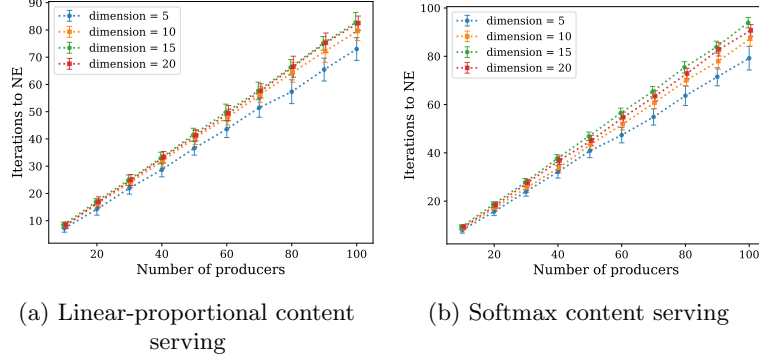 90
80
70
60
50
40
30
20
10
Iterations to NE
dimension = 5
dimension = 10
dimension = 15
dimension = 20
20
40
60
80
100
Number of producers
(a) Linear-proportional content
serving
100
80
60
40
20
Iterations to NE
dimension = 5
dimension = 10
dimension = 15
dimension = 20
20
40
60
80
100
Number of producers
(b) Softmax content serving